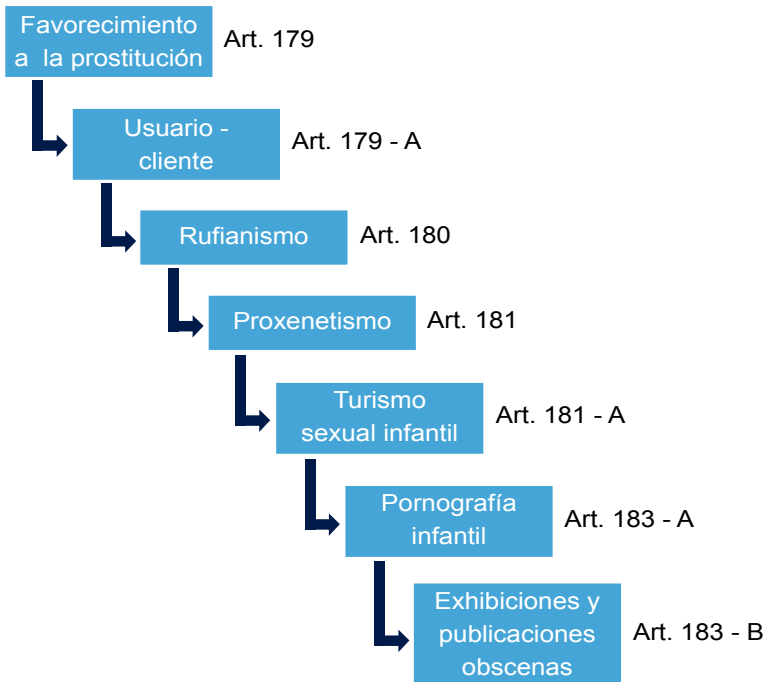 Favorecimiento
a la prostitución
Art. 179
Usuario -
cliente
Art. 179 - A
Rufianismo
Art. 180
Proxenetismo
Art. 181
Turismo
sexual infantil
Art. 181 - A
Pornografía
infantil
Art. 183 - A
Exhibiciones y
publicaciones
obscenas
Art. 183 - B